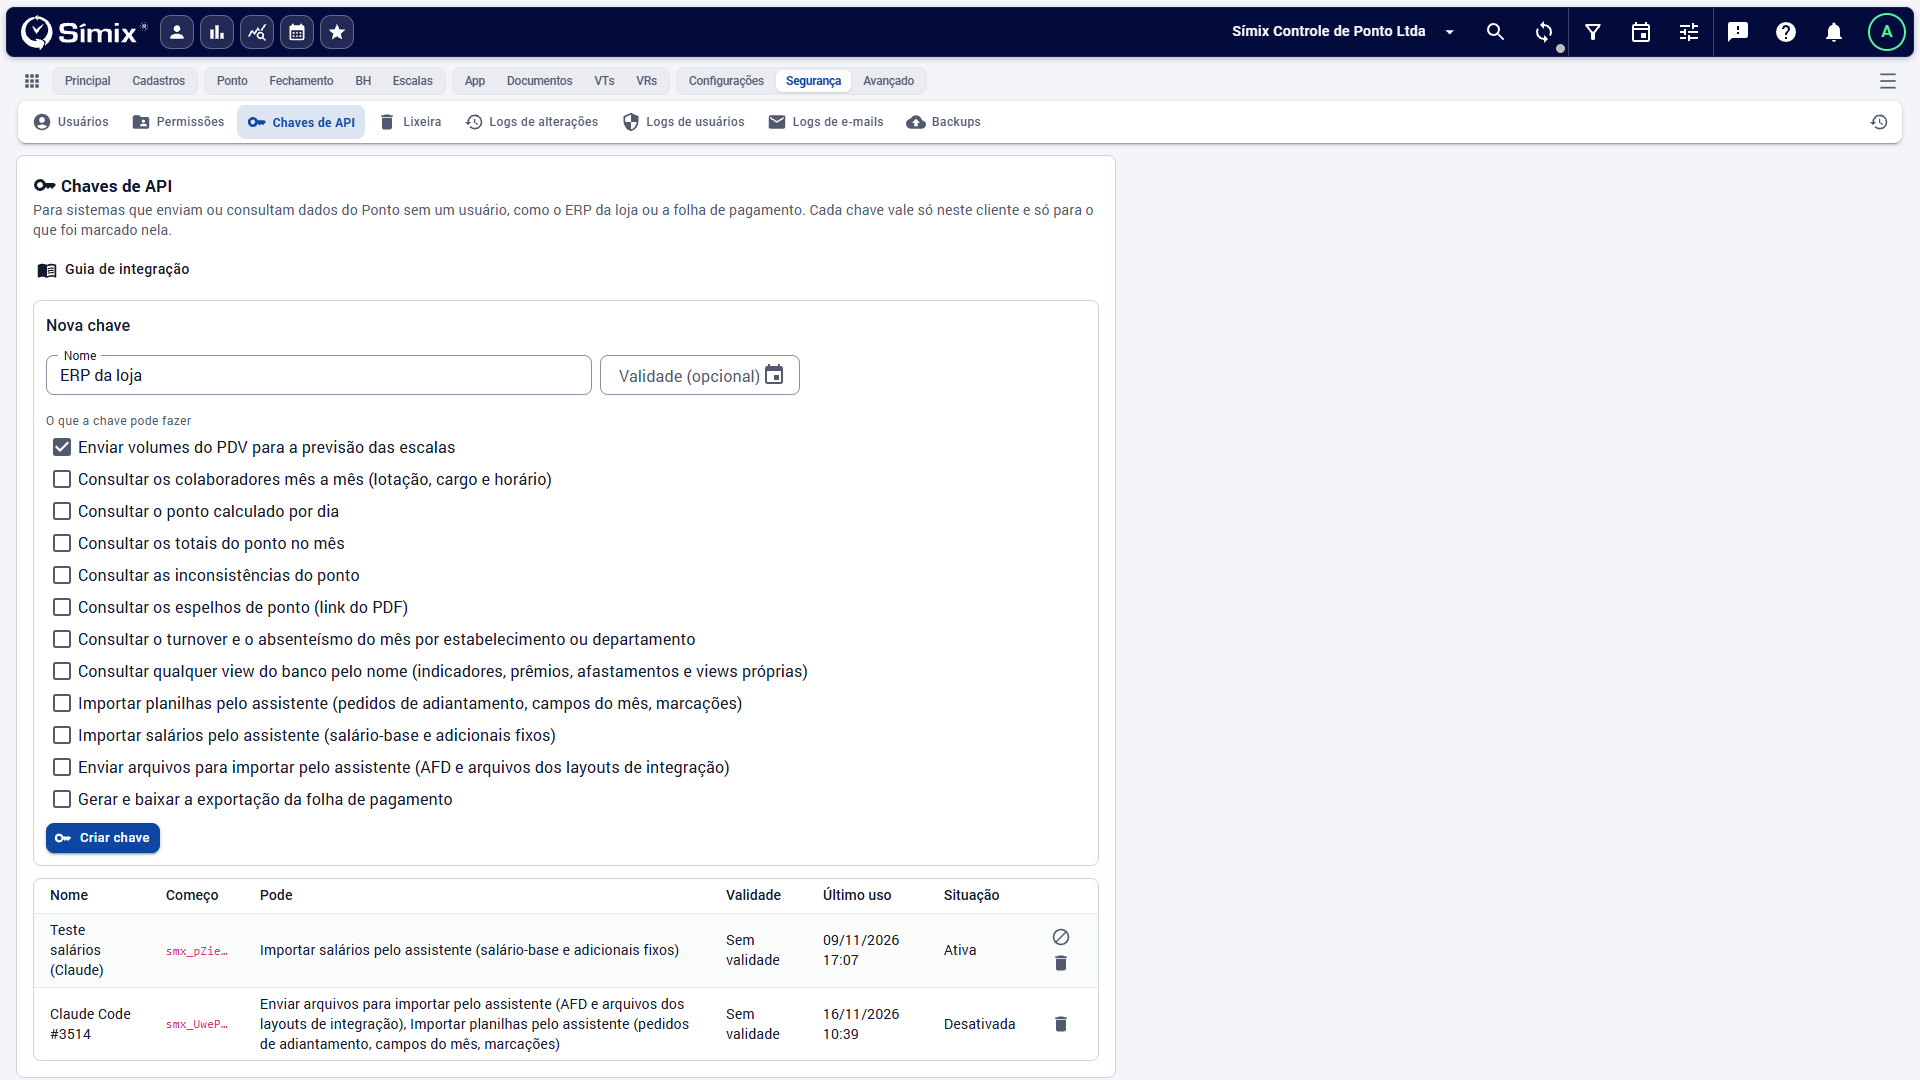 Símix®
Símix Controle de Ponto Ltda
A
Principal Cadastros Ponto Fechamento BH Escalas App Documentos VTs VRs Configurações Segurança Avançado
Usuários Permissões Chaves de API Lixeira Logs de alterações Logs de usuários Logs de e-mails Backups
Chaves de API
Para sistemas que enviam ou consultam dados do Ponto sem um usuário, como o ERP da loja ou a folha de pagamento. Cada chave vale só neste cliente e só para o
que foi marcado nela.
Guia de integração
Nova chave
Nome
ERP da loja
Validade (opcional)
O que a chave pode fazer
Enviar volumes do PDV para a previsão das escalas
Consultar os colaboradores mês a mês (lotação, cargo e horário)
Consultar o ponto calculado por dia
Consultar os totais do ponto no mês
Consultar as inconsistências do ponto
Consultar os espelhos de ponto (link do PDF)
Consultar o turnover e o absenteísmo do mês por estabelecimento ou departamento
Consultar qualquer view do banco pelo nome (indicadores, prêmios, afastamentos e views próprias)
Importar planilhas pelo assistente (pedidos de adiantamento, campos do mês, marcações)
Importar salários pelo assistente (salário-base e adicionais fixos)
Enviar arquivos para importar pelo assistente (AFD e arquivos dos layouts de integração)
Gerar e baixar a exportação da folha de pagamento
Criar chave
Nome Começo Pode Validade Último uso Situação
Teste
salários
(Claude)
smx_pZie…
Importar salários pelo assistente (salário-base e adicionais fixos)
Sem
validade
09/11/2026
17:07
Ativa
Claude Code
#3514
smx_UweP…
Enviar arquivos para importar pelo assistente (AFD e arquivos dos
layouts de integração), Importar planilhas pelo assistente (pedidos
de adiantamento, campos do mês, marcações)
Sem
validade
16/11/2026
10:39
Desativada